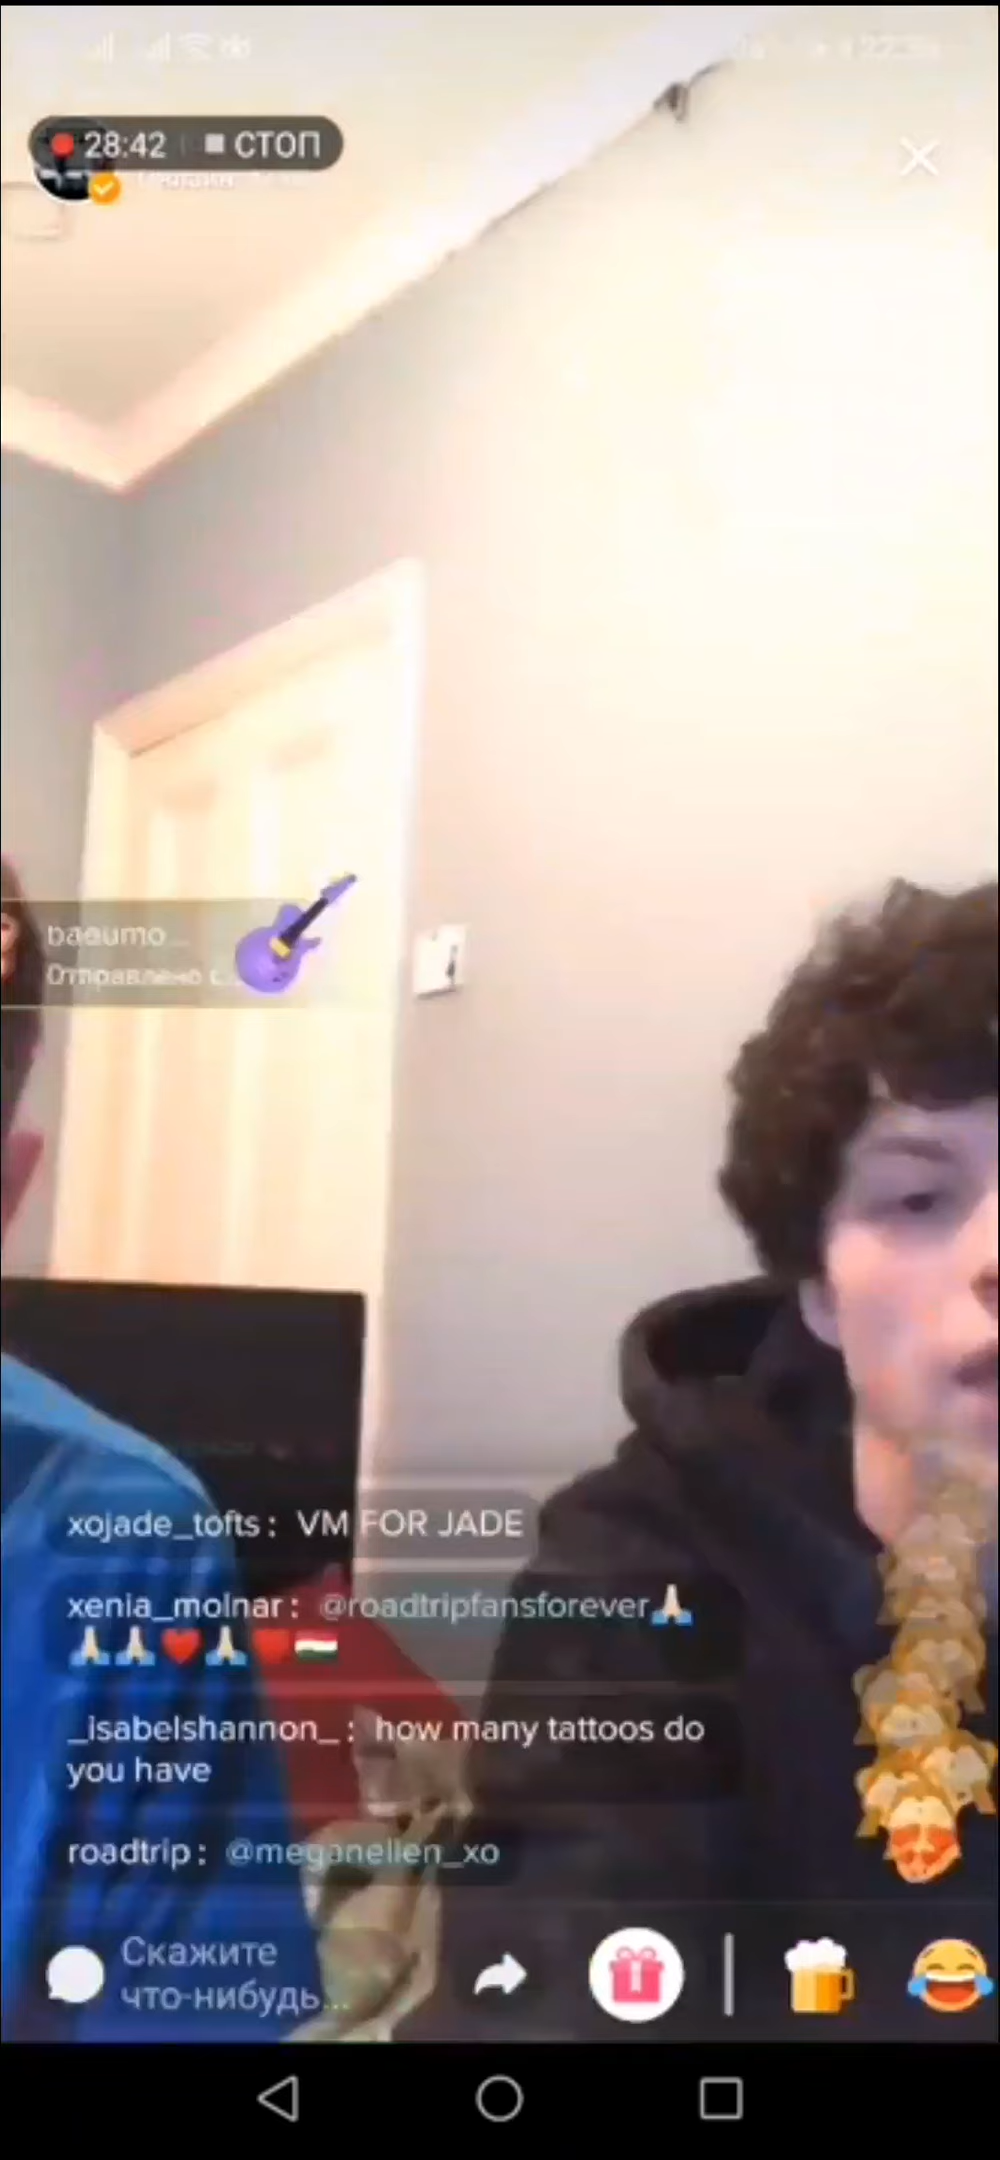 28:42 СТОП
Отправлено с...
xojade_tofts: VM FOR JADE
xenia_molnar: @roadtripfansforever🙏🏻
🙏🏻🙏🏻❤️🙏🏻❤️🇭🇺
_isabelshannon_: how many tattoos do
you have
roadtrip: @meganellen_xo
Скажите
что-нибудь...